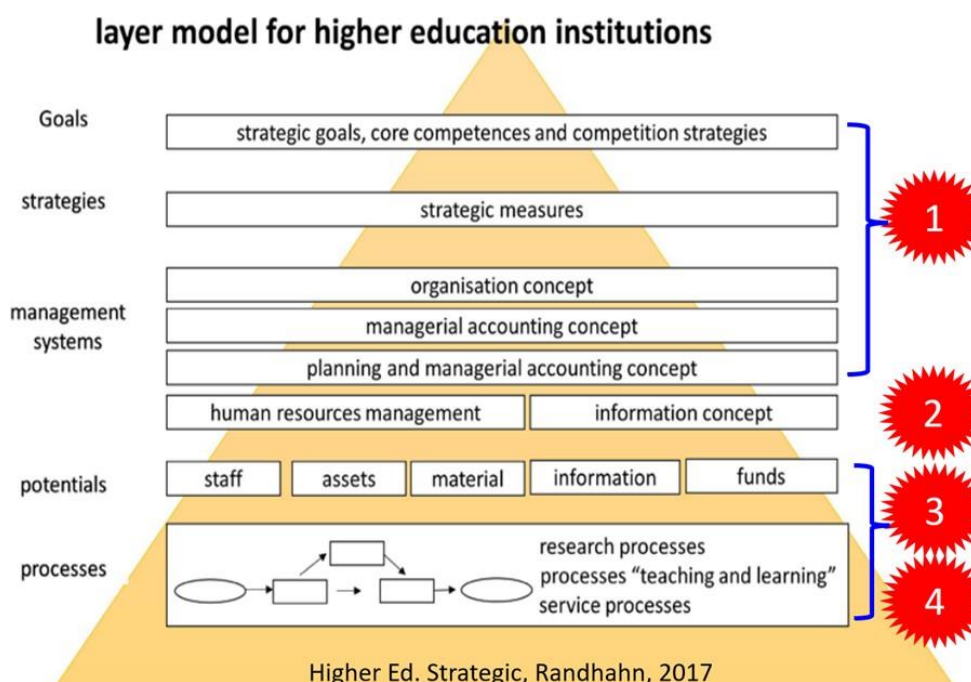 layer model for higher education institutions
Goals
strategic goals, core competences and competition strategies
1
strategies
strategic measures
organisation concept
management
systems
managerial accounting concept
planning and managerial accounting concept
human resources management
information concept
2
potentials
staff
assets
material
information
funds
3
processes
research processes
processes “teaching and learning”
service processes
4
Higher Ed. Strategic, Randhahn, 2017